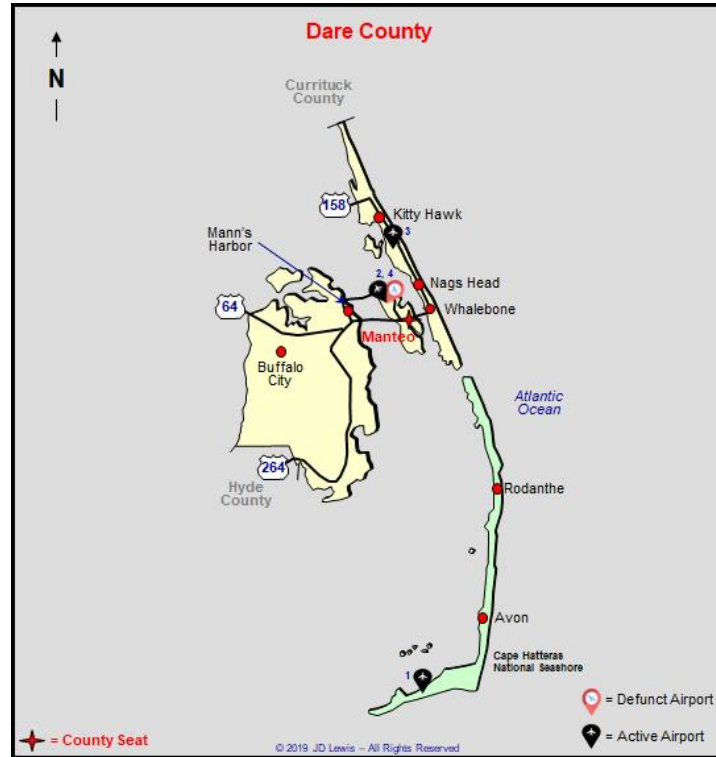 Dare County
N
Currituck
County
158
Kitty Hawk
3
Mann's
Harbor
2, 4
Nags Head
64
Whalebone
Manteo
Buffalo
City
Atlantic
Ocean
264
Hyde
County
Rodanthe
Avon
Cape Hatteras
National Seashore
1
= Defunct Airport
= County Seat
© 2019 JD Lewis – All Rights Reserved
= Active Airport